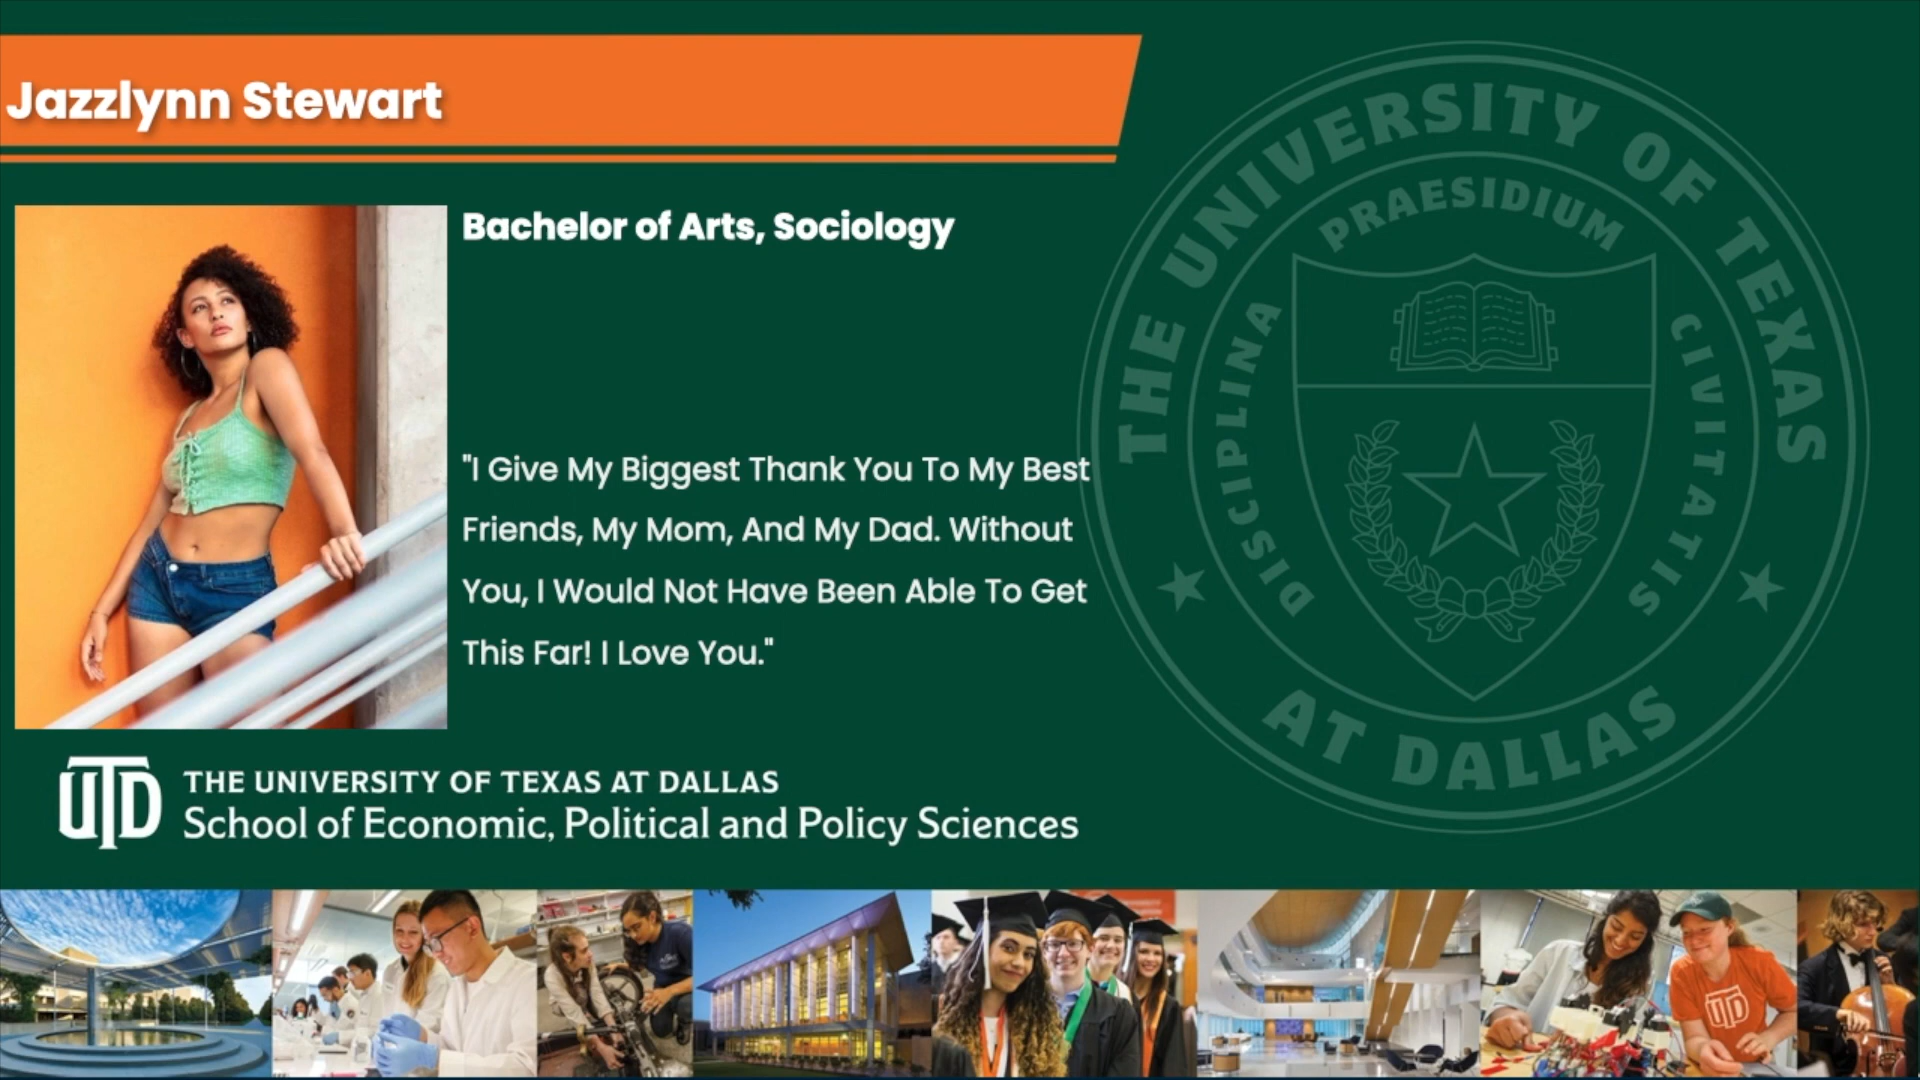 Jazzlynn Stewart
Bachelor of Arts, Sociology
"I Give My Biggest Thank You To My Best
Friends, My Mom, And My Dad. Without
You, I Would Not Have Been Able To Get
This Far! I Love You."
THE UNIVERSITY OF TEXAS
AT DALLAS
DISCIPLINA PRAESIDIUM CIVITATIS
UTD
THE UNIVERSITY OF TEXAS AT DALLAS
School of Economic, Political and Policy Sciences
UTD